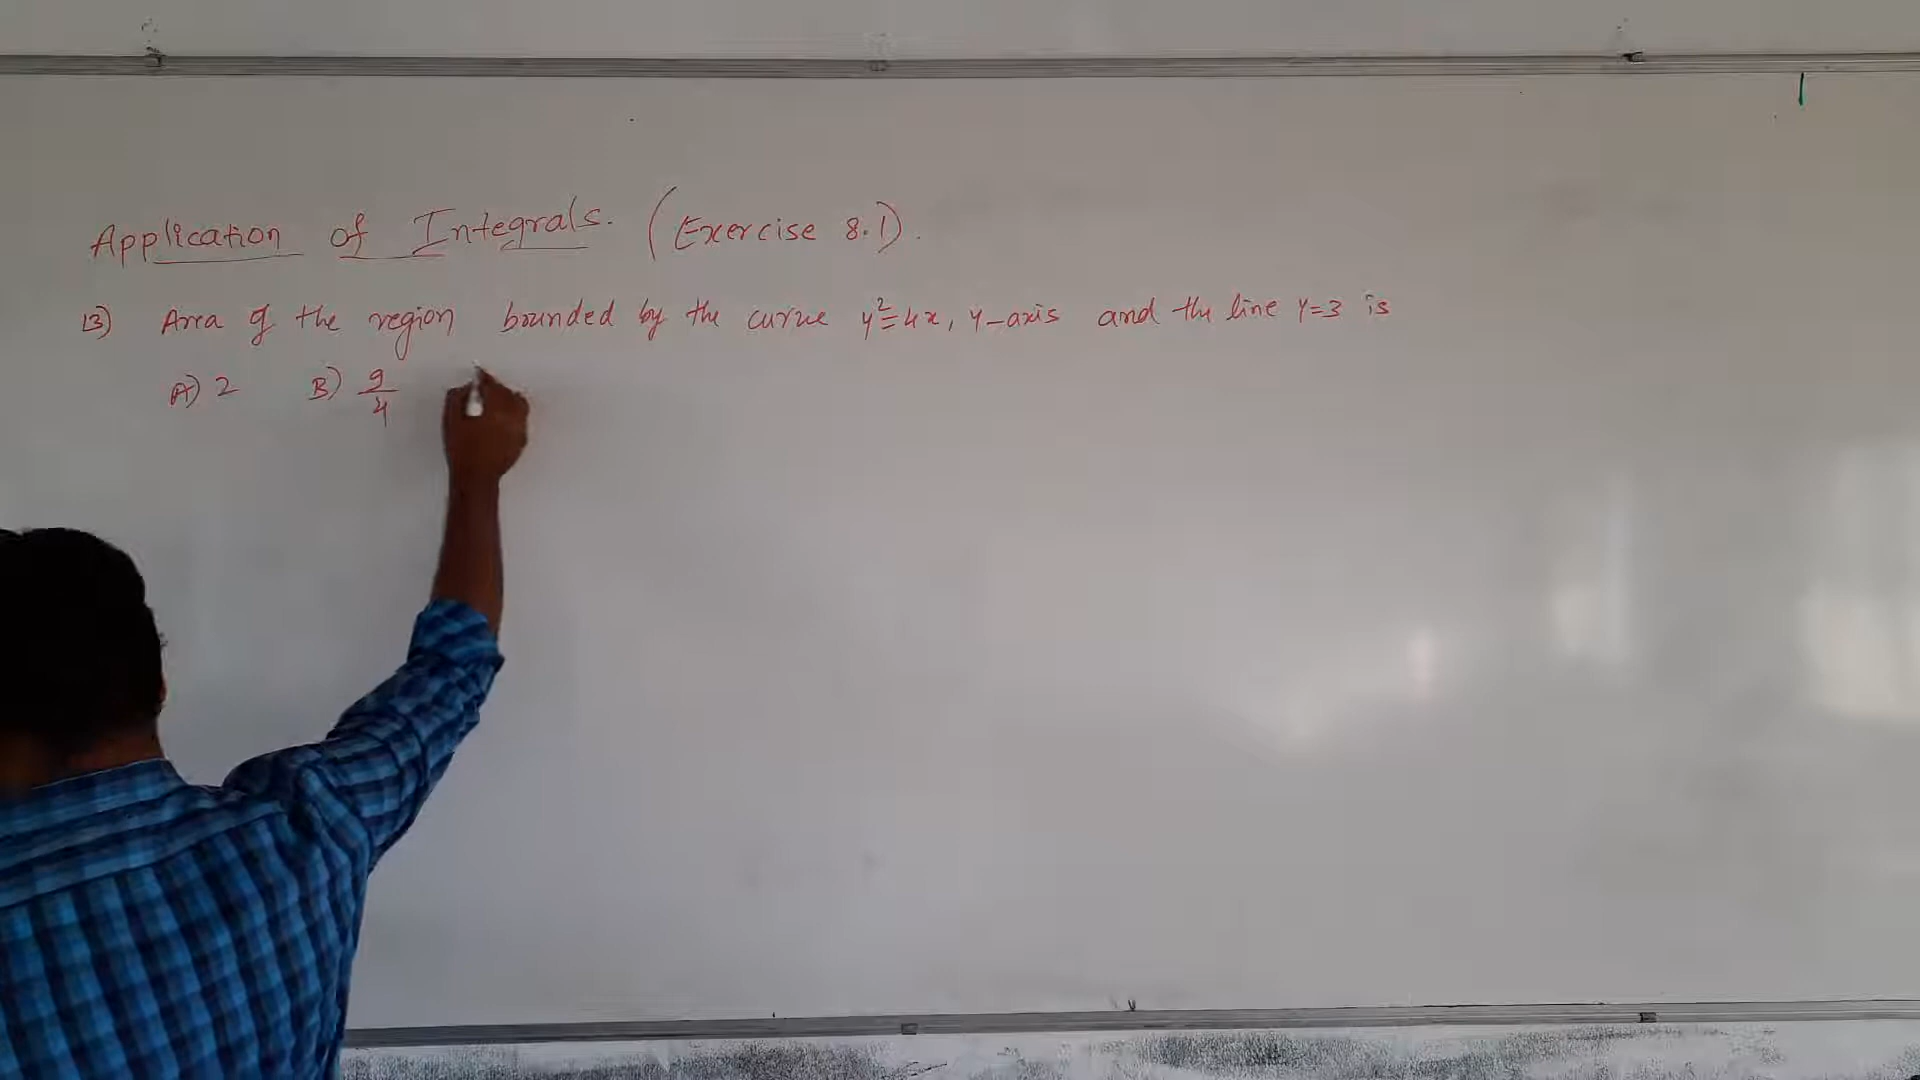 Application of Integrals. (Exercise 8.1).
13) Area of the region bounded by the curve y²=4x, y-axis and the line y=3 is
A) 2 B) 9/4